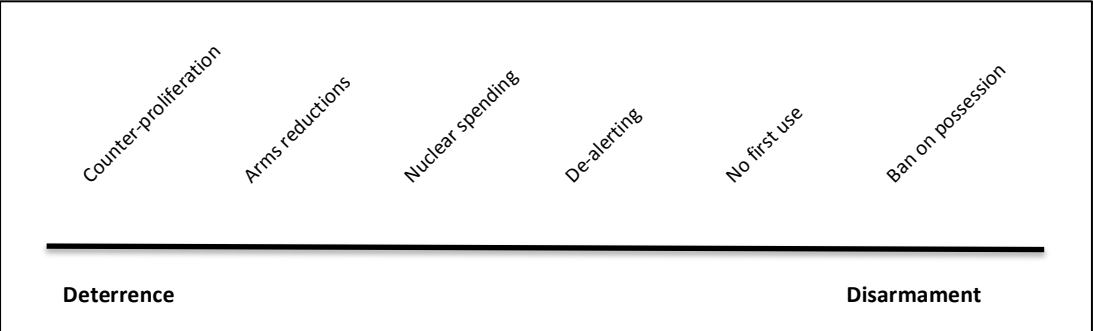 Counter-proliferation
Arms reductions
Nuclear spending
De-alerting
No first use
Ban on possession
Deterrence
Disarmament